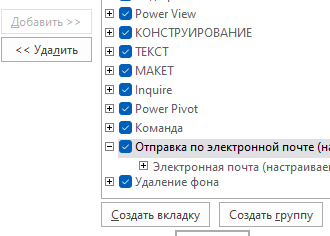 Добавить >>
<< Удалить
Power View
КОНСТРУИРОВАНИЕ
ТЕКСТ
МАКЕТ
Inquire
Power Pivot
Команда
Отправка по электронной почте (на
Электронная почта (настраивае
Удаление фона
Создать вкладку
Создать группу